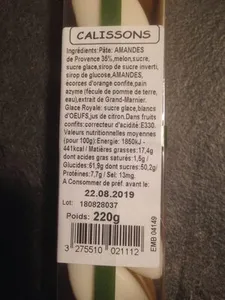 CALISSONS
Ingrédients:Pâte: AMANDES
de Provence 35%,melon,sucre,
sucre glace,sirop de sucre inverti,
sirop de glucose,AMANDES,
écorces d'orange confite,pain
azyme (fécule de pomme de terre,
eau),extrait de Grand-Marnier.
Glace Royale: sucre glace,blancs
d'OEUFS,jus de citron.Dans fruits
confits:correcteur d'acidité:E330.
Valeurs nutritionnelles moyennes
(pour 100g):Energie: 1850kJ -
441kcal / Matières grasses:17,4g
dont acides gras saturés:1,5g /
Glucides:61,9g dont sucres:50,2g/
Protéines:7,7g / Sel: 13mg.
A Consommer de préf. avant le:
22.08.2019
Lot: 180828037
Poids: 220g
3 275510 021112
EMB 04149